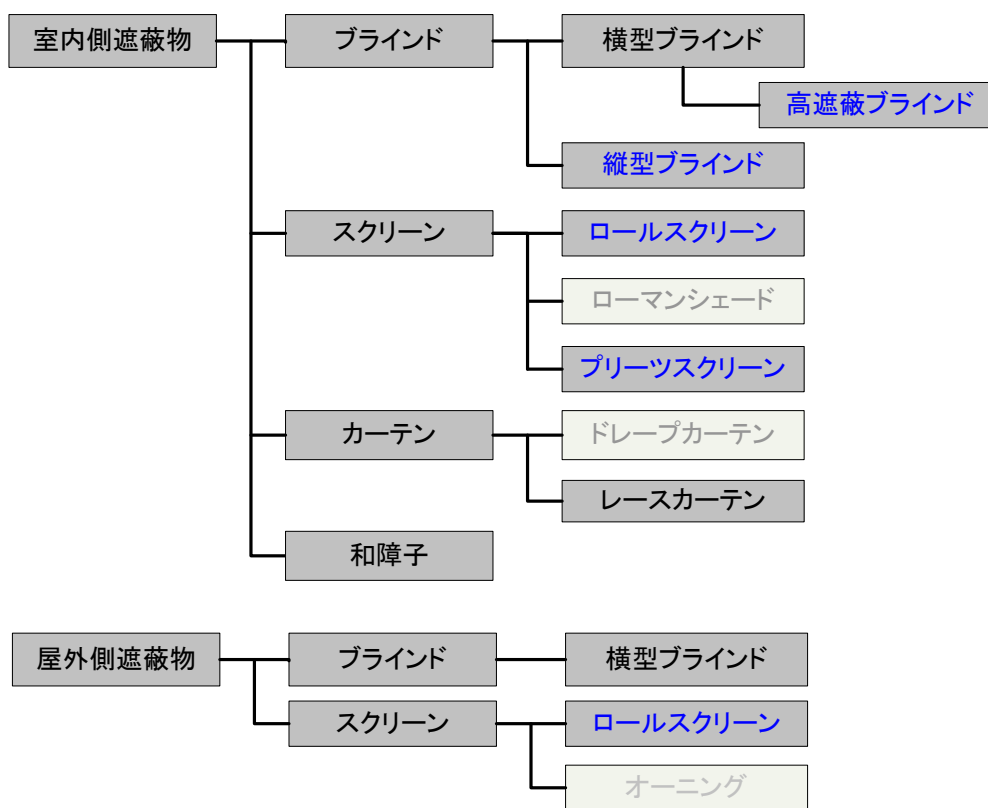 室内側遮蔽物
ブラインド
横型ブラインド
高遮蔽ブラインド
縦型ブラインド
スクリーン
ロールスクリーン
ローマンシェード
プリーツスクリーン
カーテン
ドレープカーテン
レースカーテン
和障子
屋外側遮蔽物
ブラインド
横型ブラインド
スクリーン
ロールスクリーン
オーニング